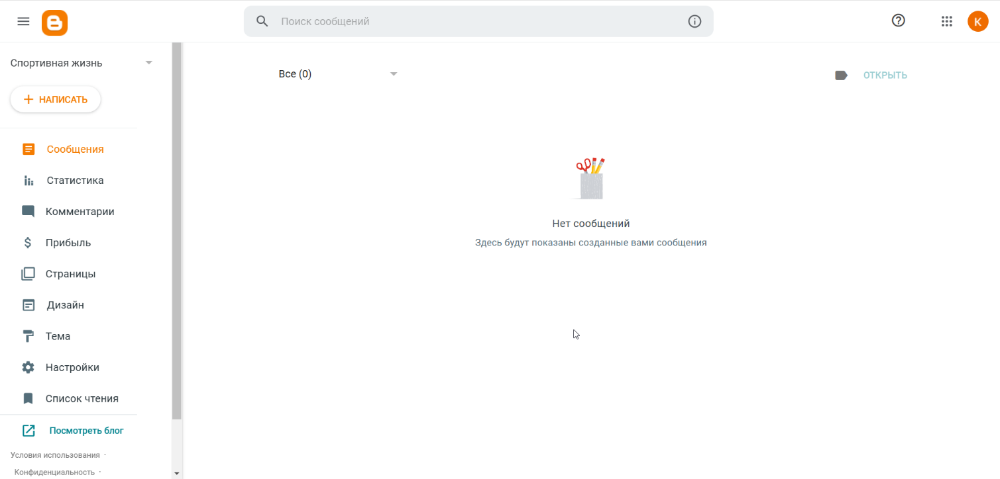 Поиск сообщений
К
Спортивная жизнь
Все (0)
ОТКРЫТЬ
НАПИСАТЬ
Сообщения
Статистика
Комментарии
Прибыль
Страницы
Дизайн
Тема
Настройки
Список чтения
Посмотреть блог
Условия использования ·
Конфиденциальность ·
Нет сообщений
Здесь будут показаны созданные вами сообщения